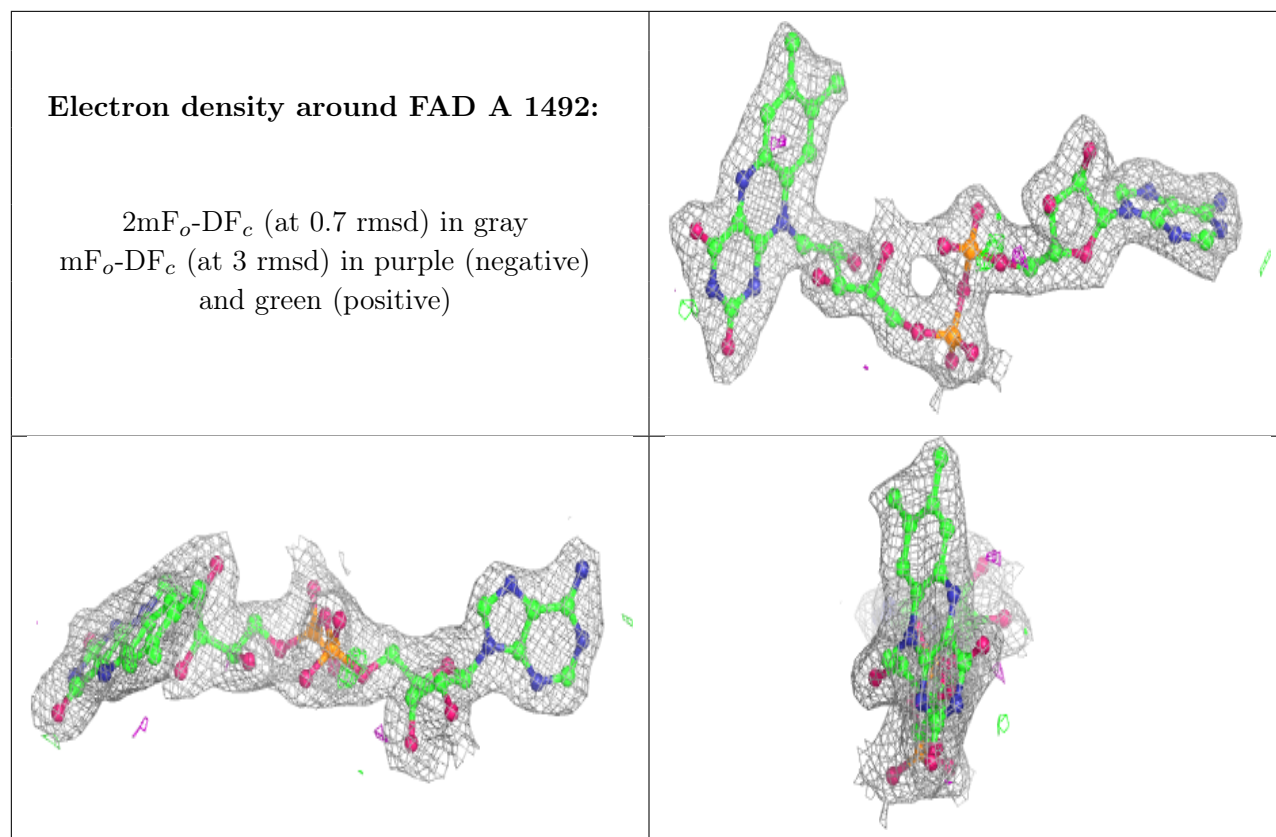 Electron density around FAD A 1492:
2mFₒ-DF𝒸 (at 0.7 rmsd) in gray
mFₒ-DF𝒸 (at 3 rmsd) in purple (negative)
and green (positive)